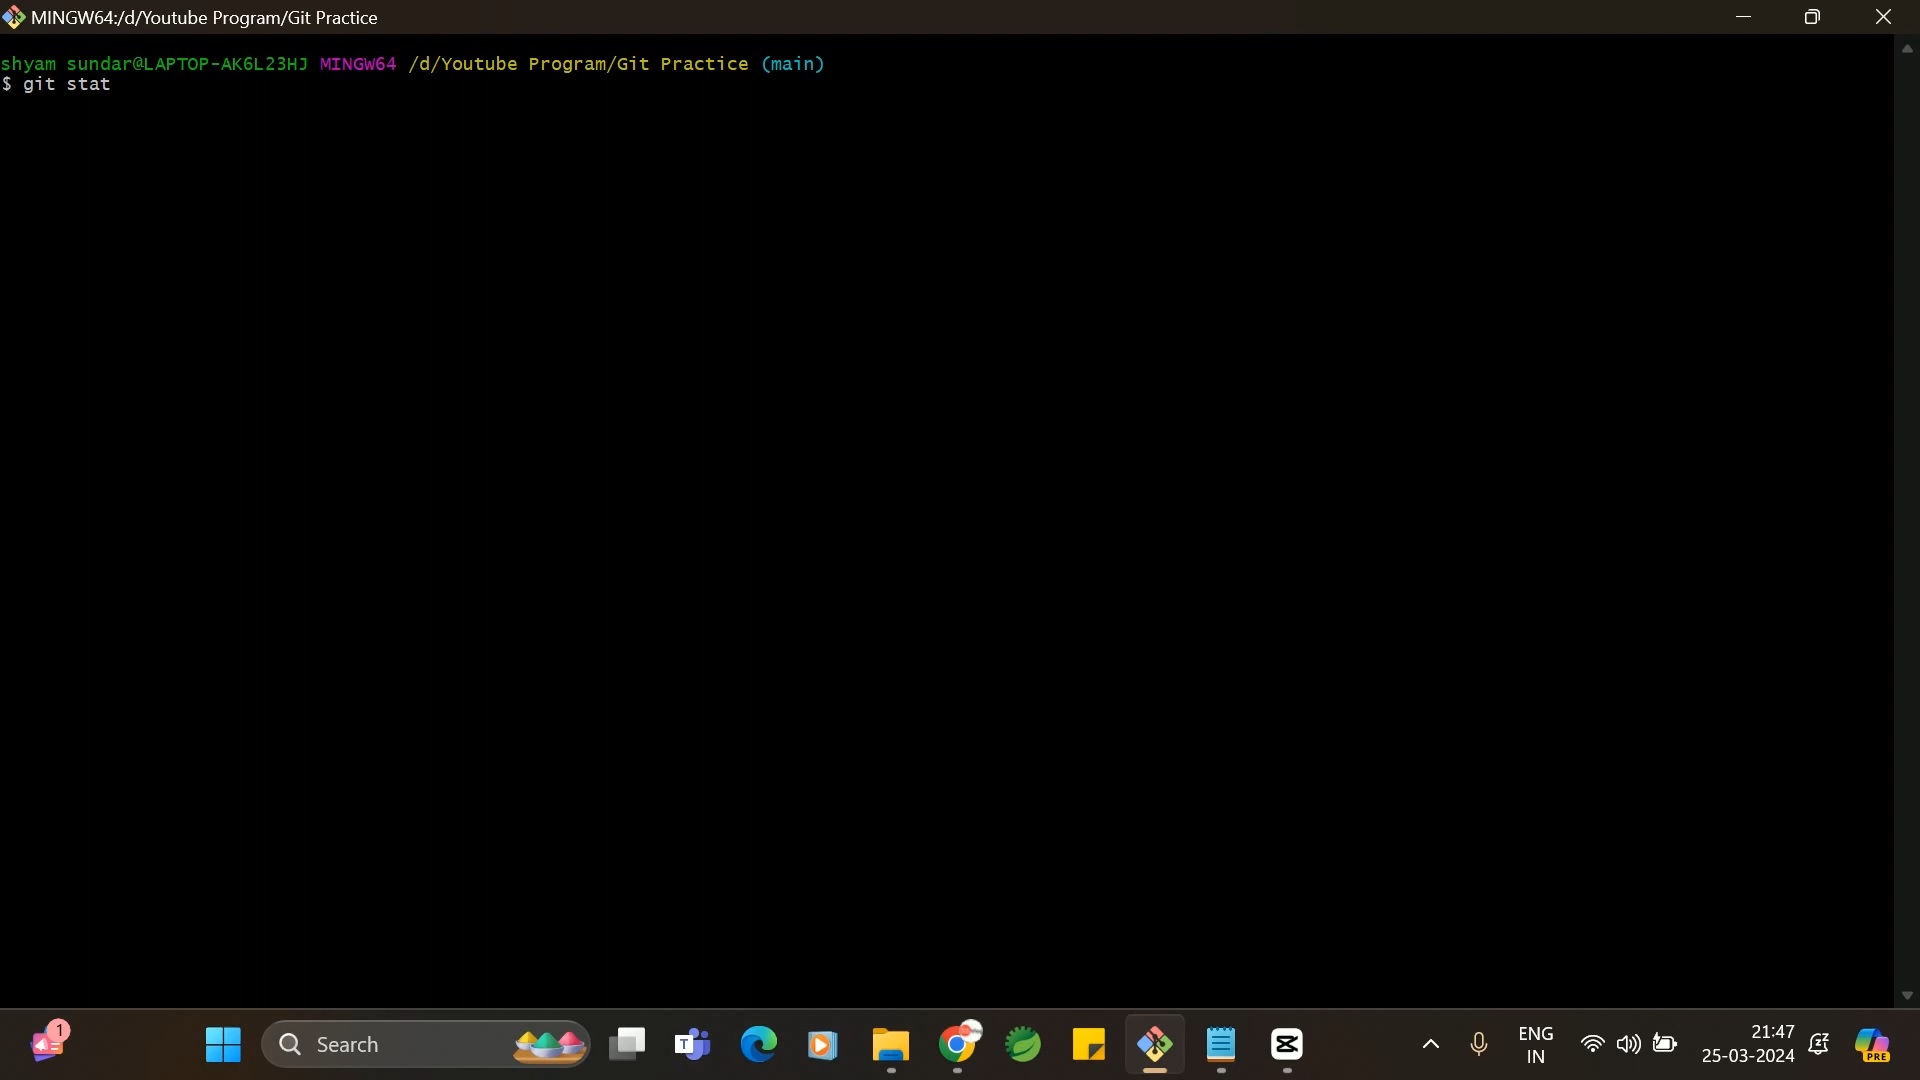 MINGW64:/d/Youtube Program/Git Practice
shyam sundar@LAPTOP-AK6L23HJ MINGW64 /d/Youtube Program/Git Practice (main)
$ git stat
1
Search
T
ENG
IN
21:47
25-03-2024
PRE